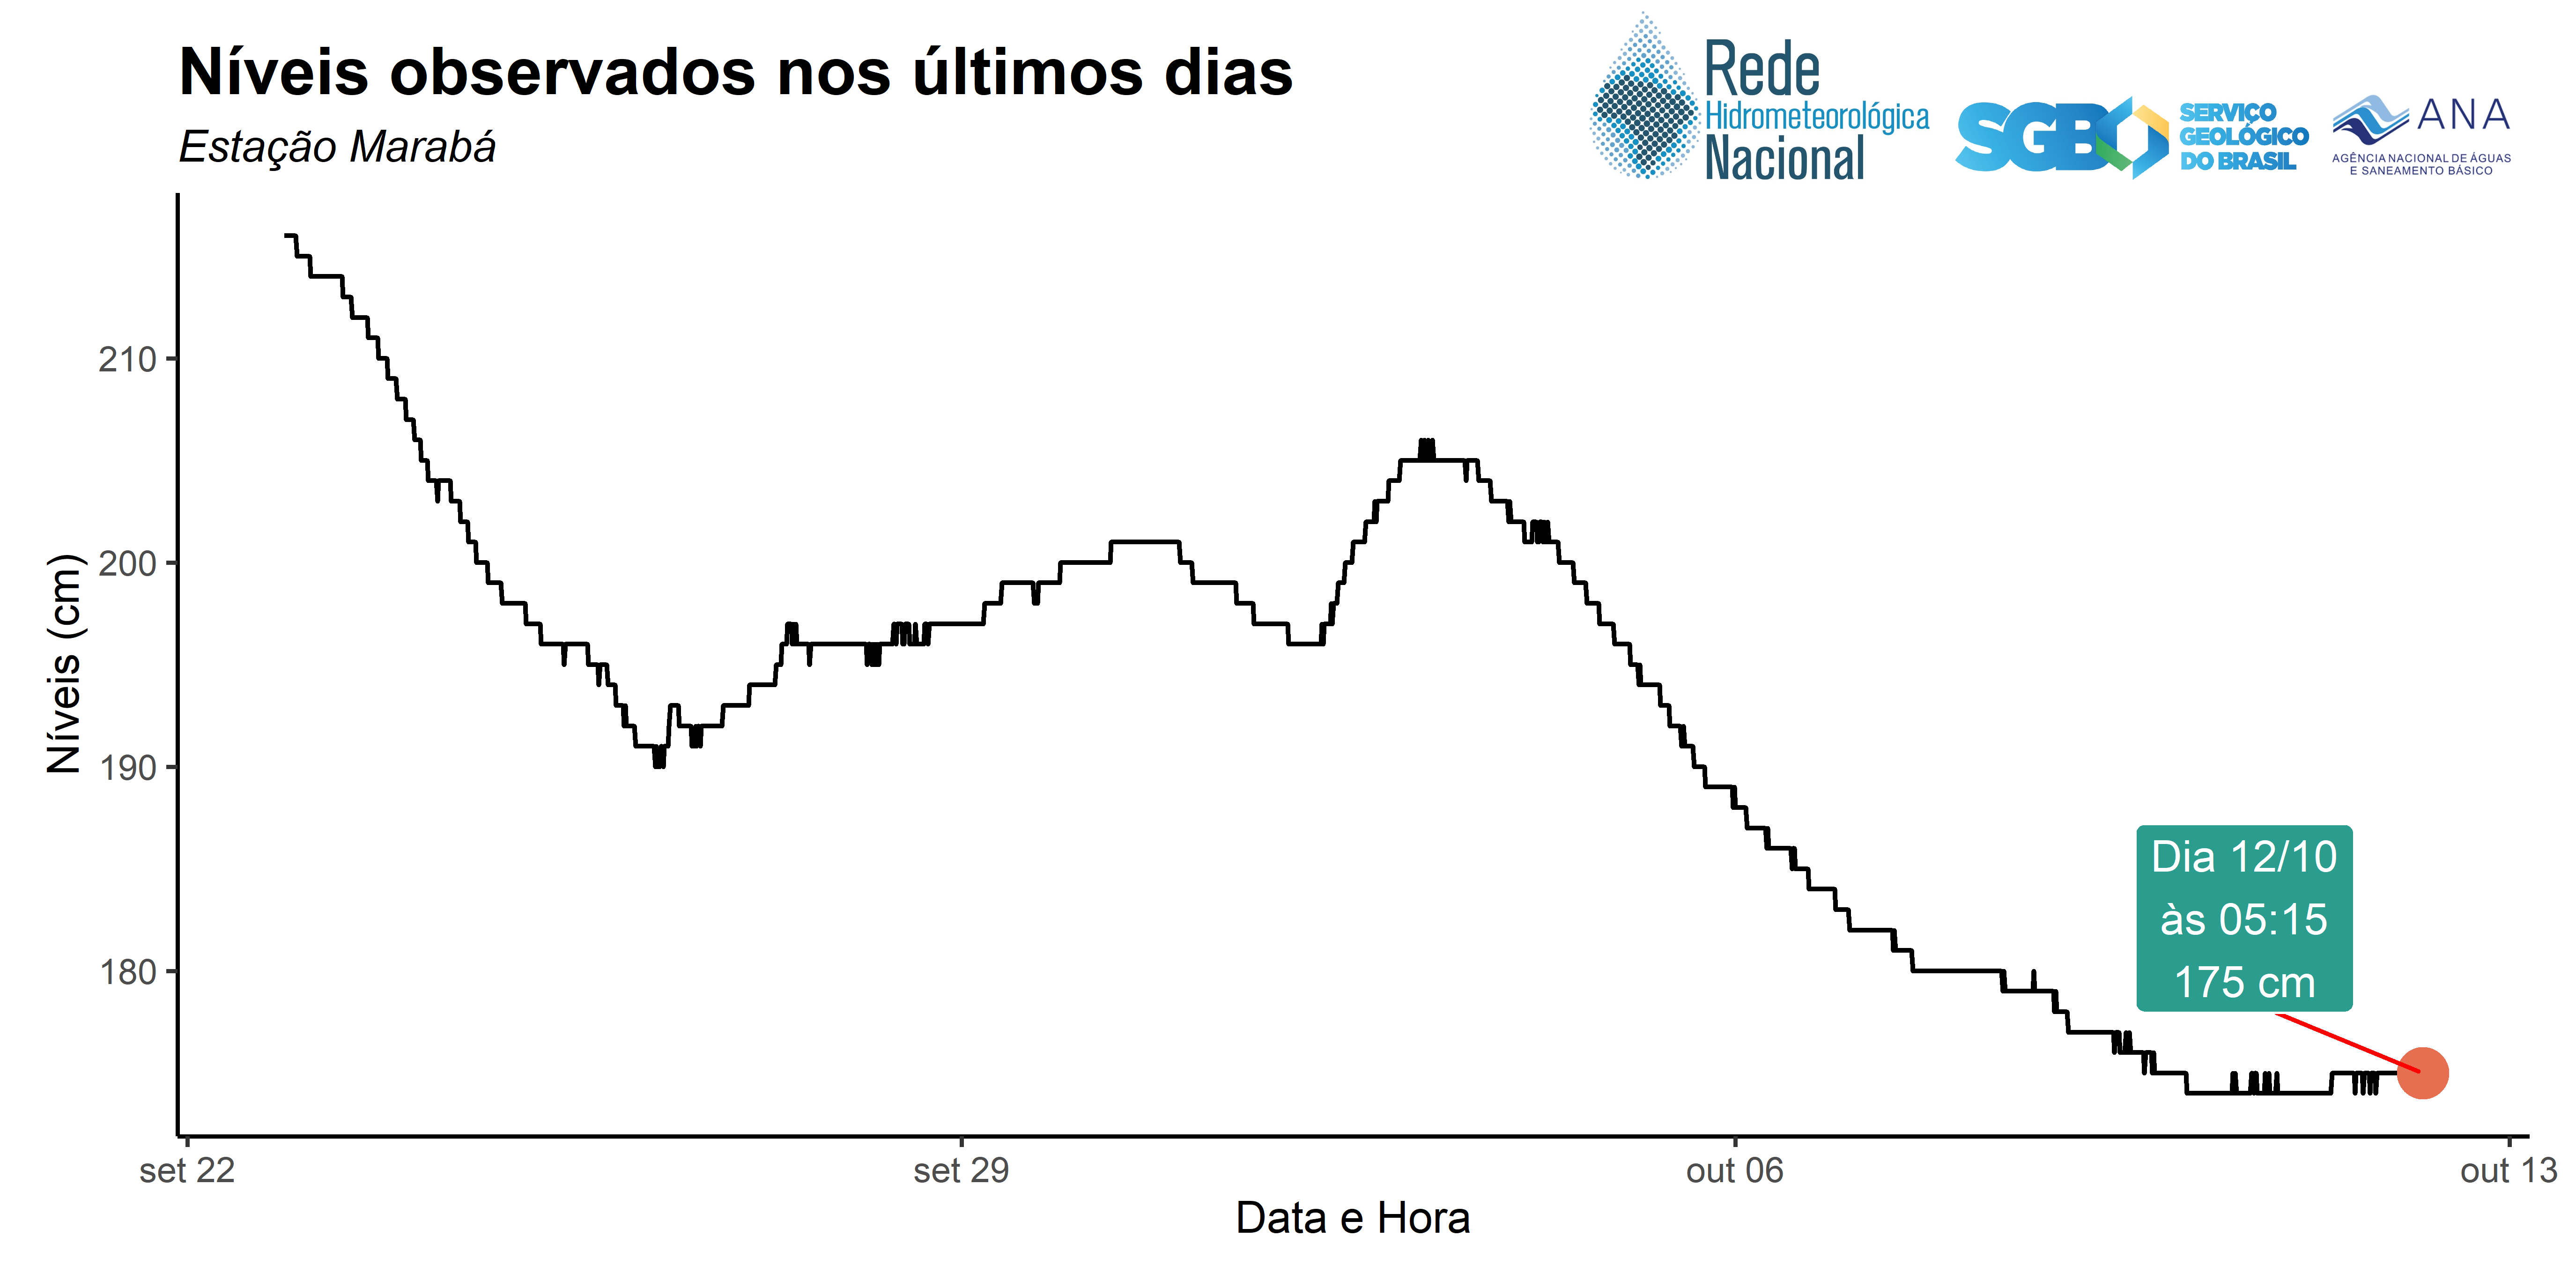 Níveis observados nos últimos dias
Estação Marabá
Rede
Hidrometeorológica
Nacional
SGB
SERVIÇO
GEOLÓGICO
DO BRASIL
ANA
AGÊNCIA NACIONAL DE ÁGUAS
E SANEAMENTO BÁSICO
Níveis (cm)
210
200
190
180
Dia 12/10
às 05:15
175 cm
set 22
set 29
out 06
out 13
Data e Hora